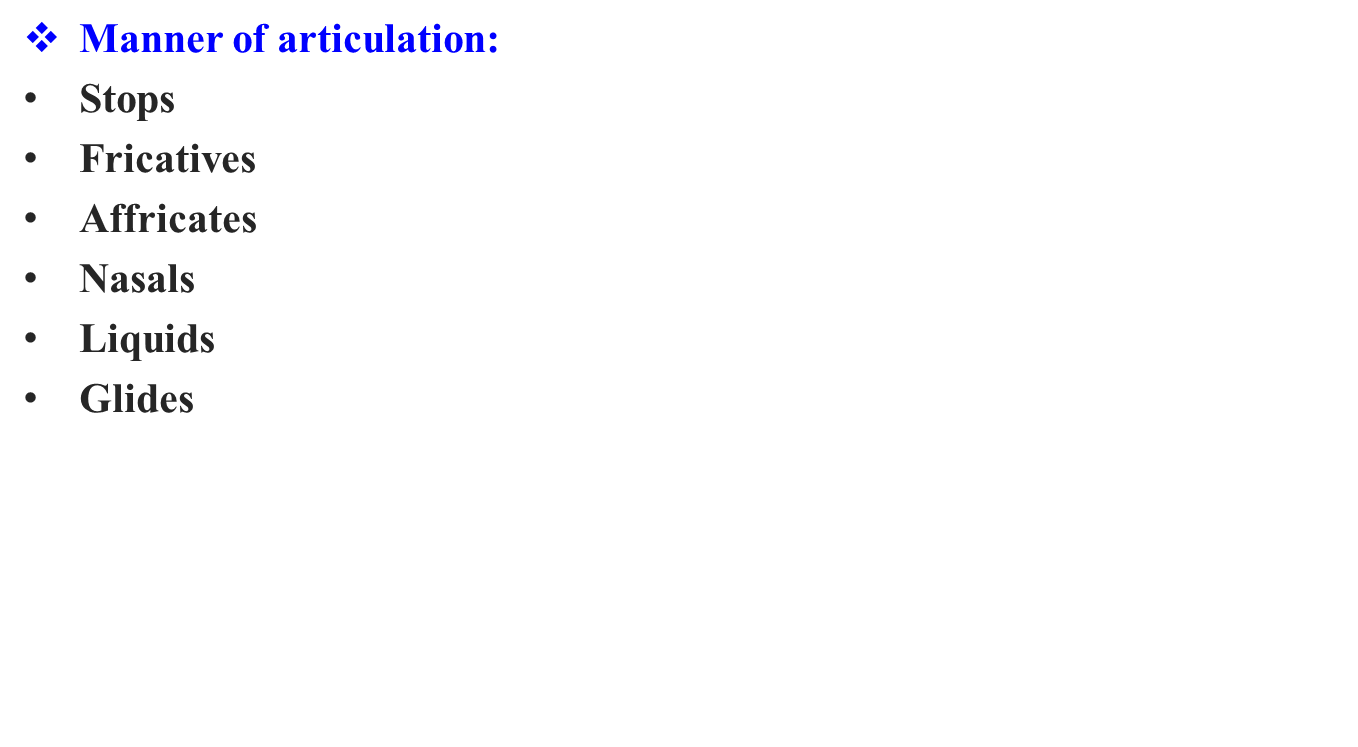 ❖ Manner of articulation:
• Stops
• Fricatives
• Affricates
• Nasals
• Liquids
• Glides